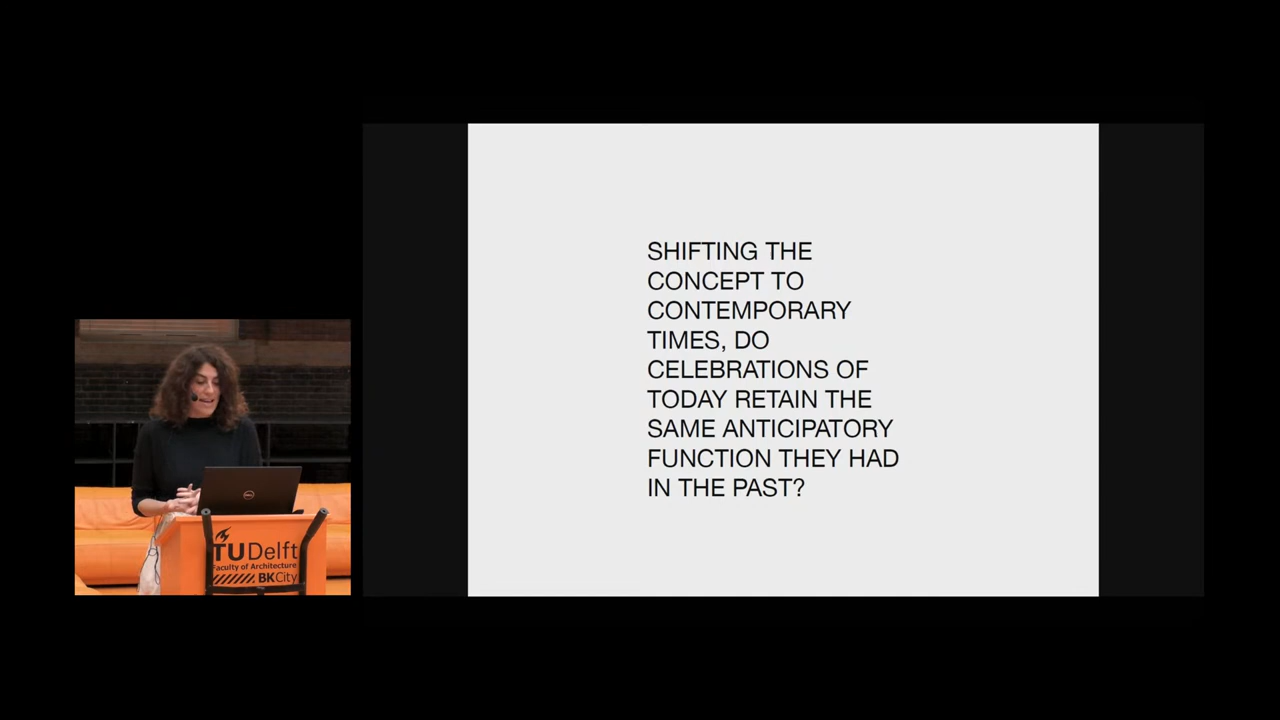 SHIFTING THE
CONCEPT TO
CONTEMPORARY
TIMES, DO
CELEBRATIONS OF
TODAY RETAIN THE
SAME ANTICIPATORY
FUNCTION THEY HAD
IN THE PAST?
TU Delft
Faculty of Architecture
BK City